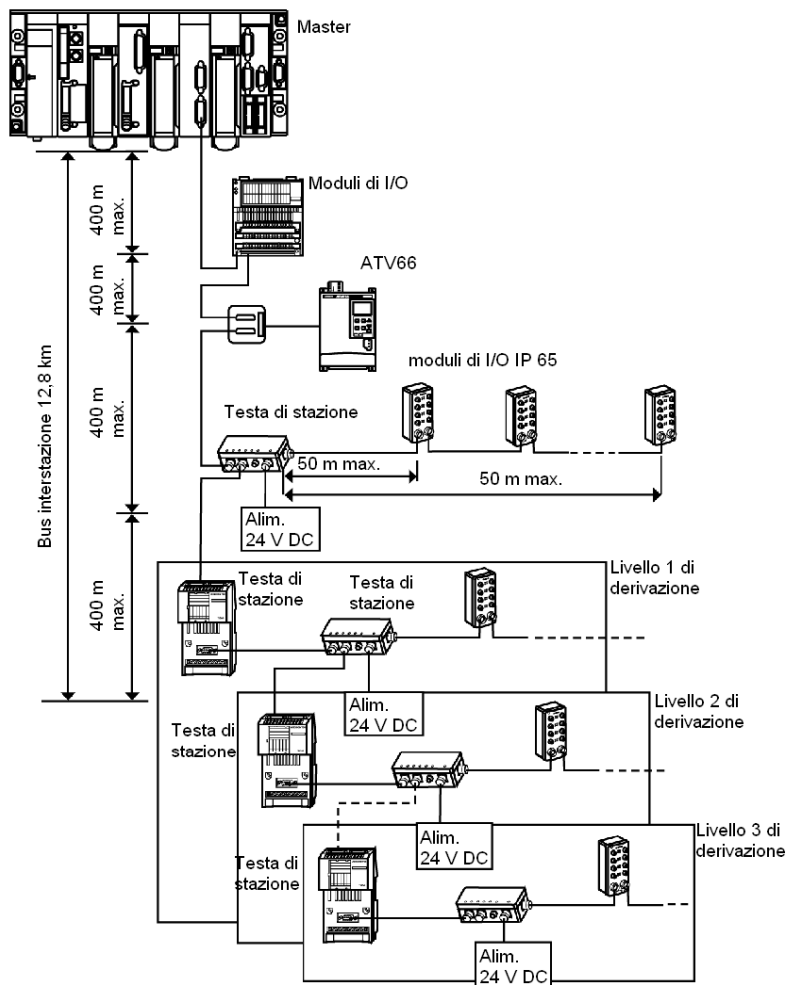 Master
Moduli di I/O
400 m
max.
ATV66
400 m
max.
moduli di I/O IP 65
400 m
max.
Testa di stazione
50 m max.
50 m max.
Bus interstazione 12,8 km
Alim.
24 V DC
400 m
max.
Testa di
stazione
Testa di
stazione
Livello 1 di
derivazione
Alim.
24 V DC
Testa di
stazione
Livello 2 di
derivazione
Alim.
24 V DC
Testa di
stazione
Livello 3 di
derivazione
Alim.
24 V DC